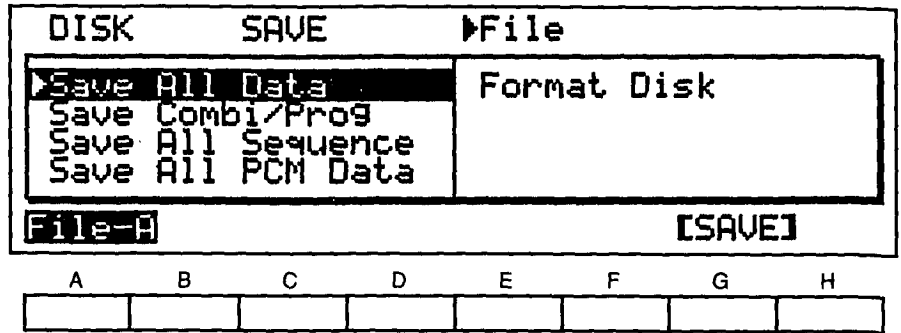 DISK SAVE ▶File
▶Save All Data
Save Combi/Prog
Save All Sequence
Save All PCM Data
Format Disk
File-A [SAVE]
A B C D E F G H